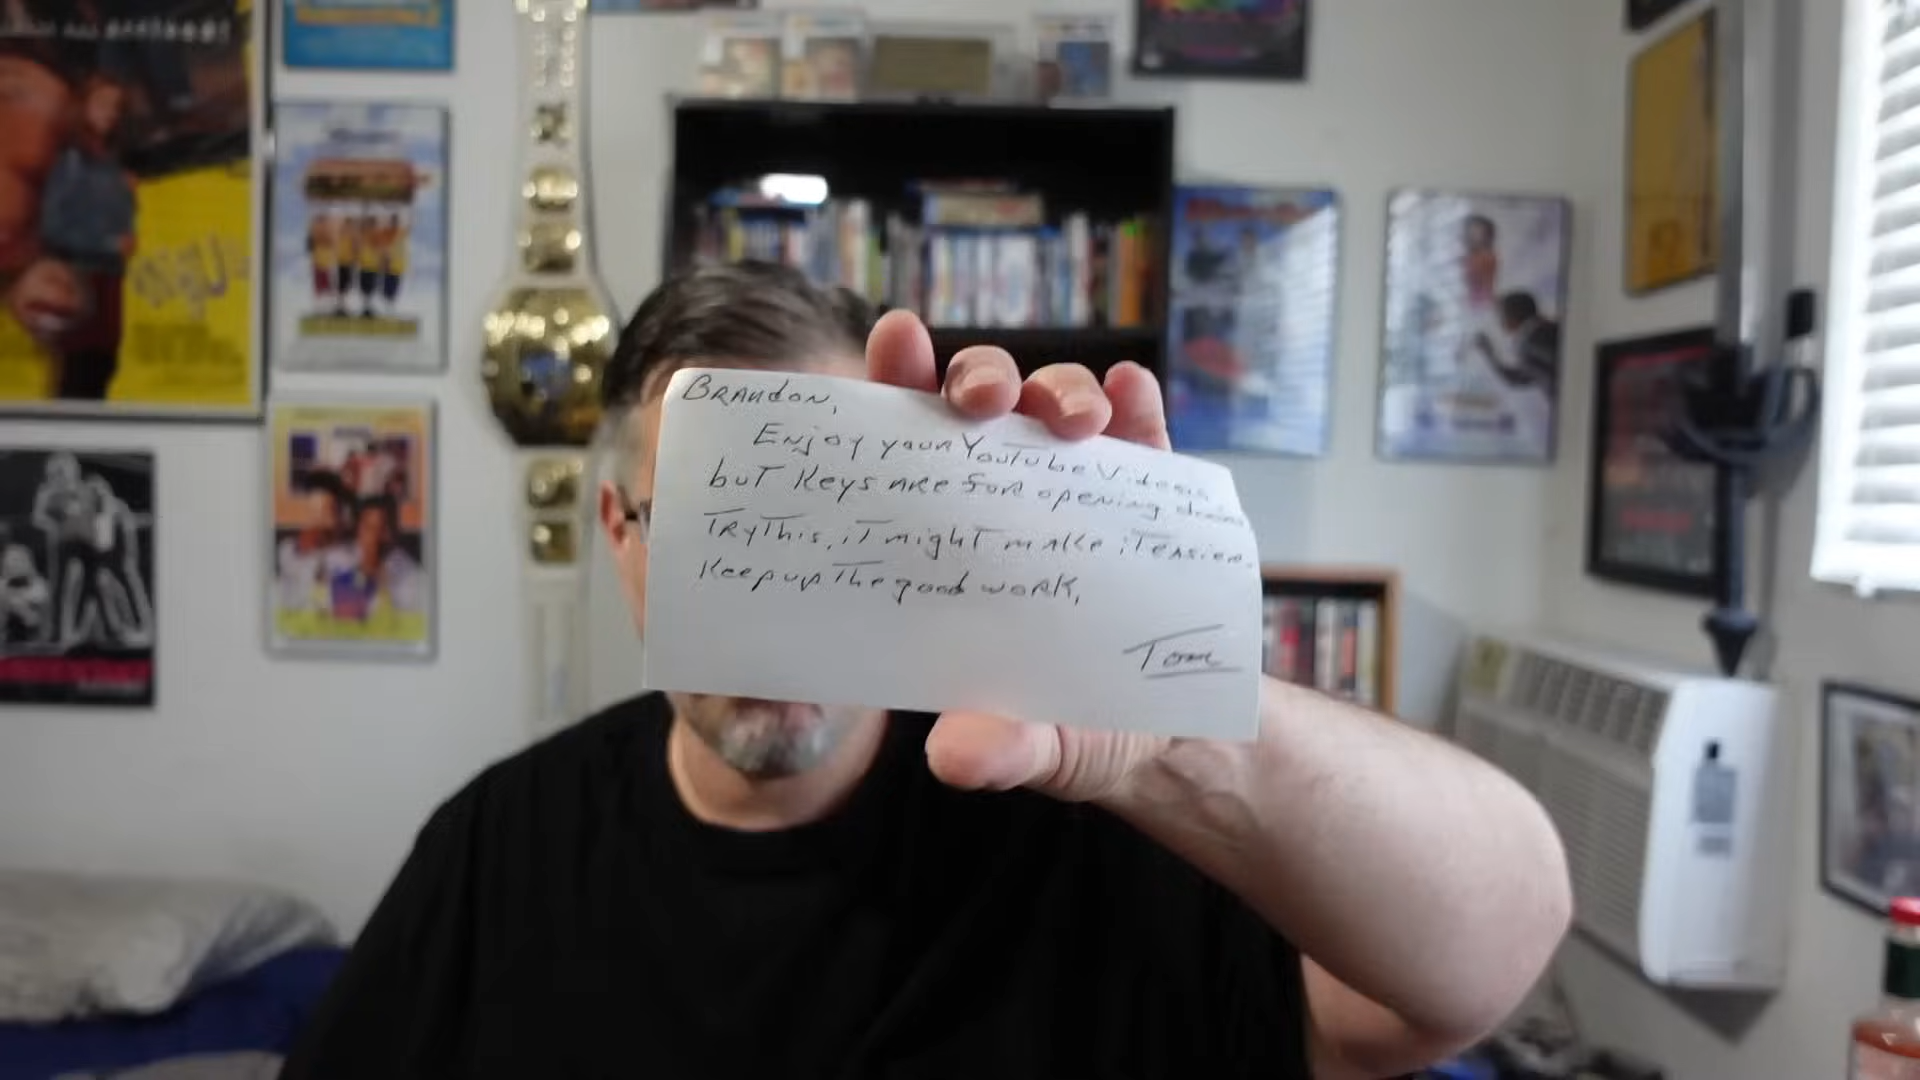 BRANDON,
Enjoy your YouTube Videos,
but Keys are for opening doors
Try This, iT mighT make iT easier.
Keep up The good work,
Tom